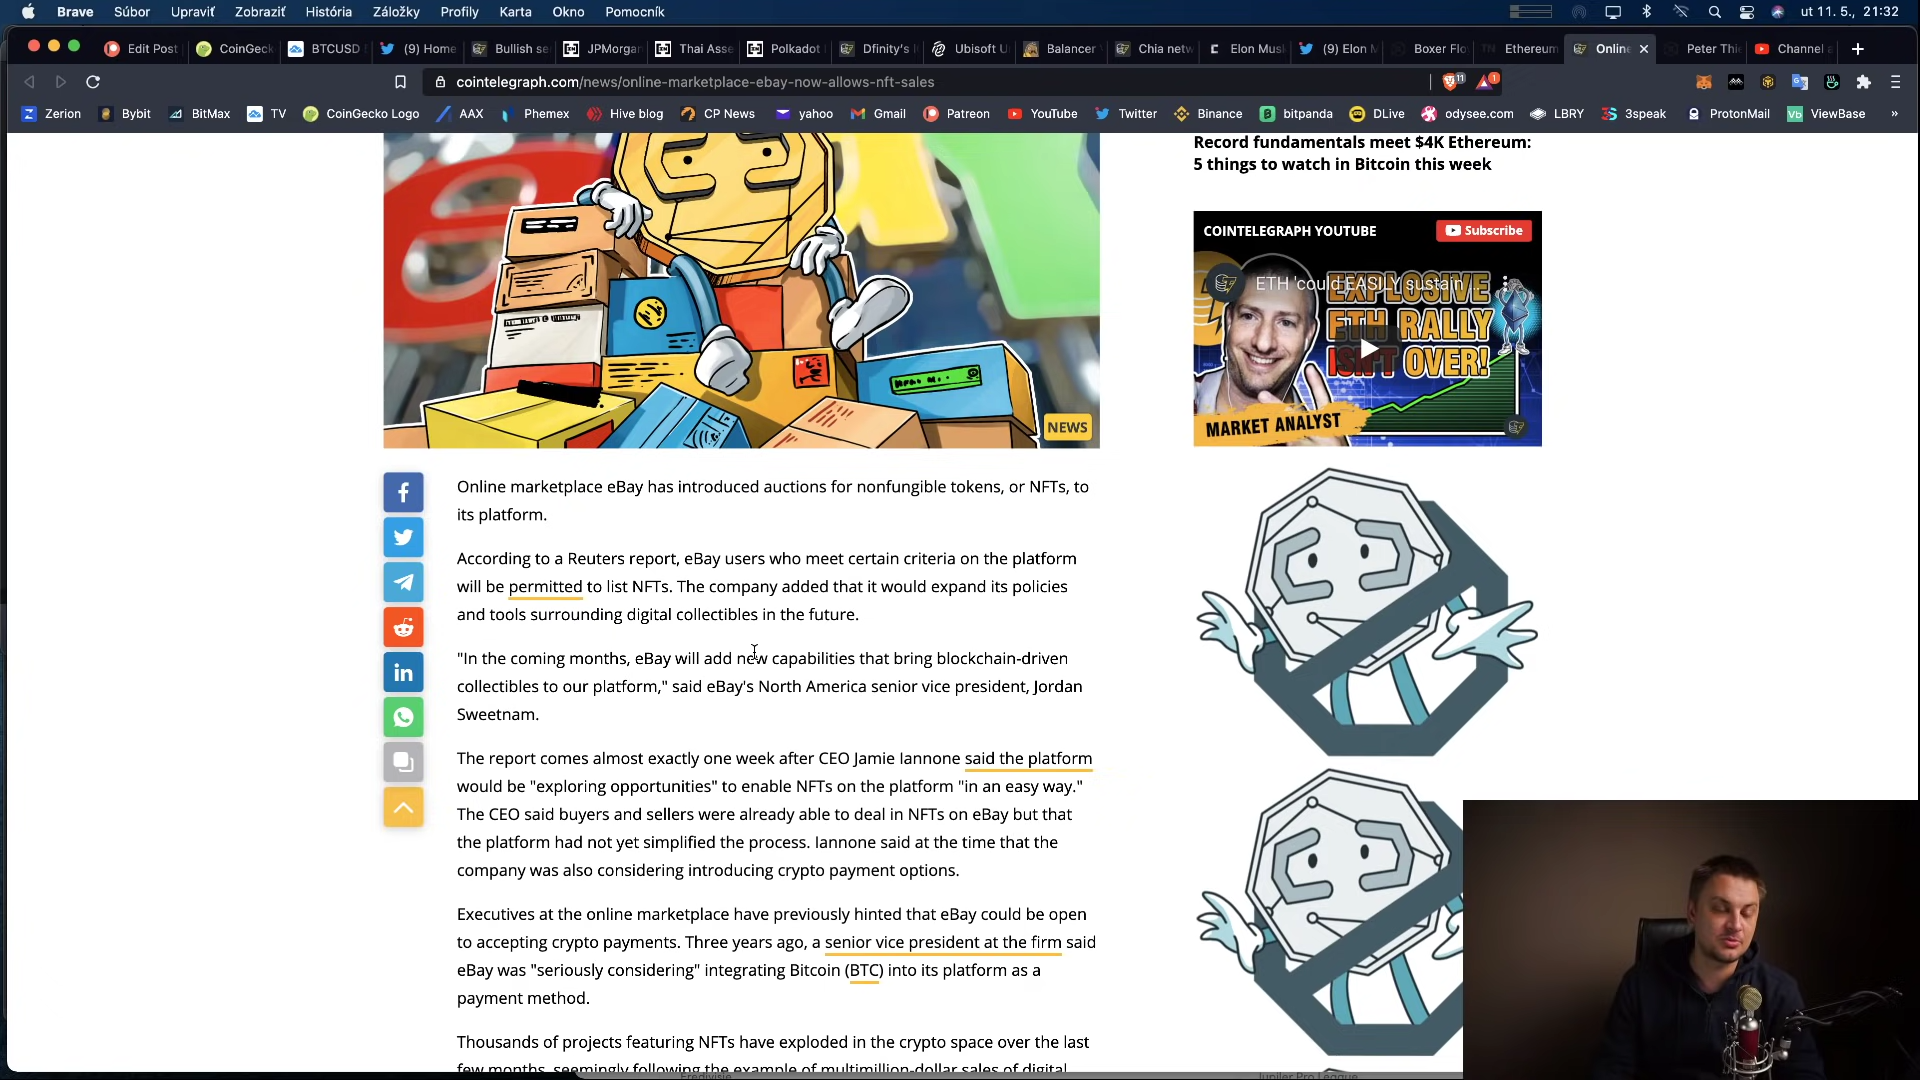 Brave Súbor Upraviť Zobraziť História Záložky Profily Karta Okno Pomocník ut 11. 5., 21:32
Edit Post CoinGeck BTCUSD (9) Home Bullish se JPMorgan Thai Asse Polkadot Dfinity's I Ubisoft U Balancer Chia netw Elon Musk (9) Elon M Boxer Flo Ethereum Online Peter Thi Channel
cointelegraph.com/news/online-marketplace-ebay-now-allows-nft-sales 11 1
Zerion Bybit BitMax TV CoinGecko Logo AAX Phemex Hive blog CP News yahoo Gmail Patreon YouTube Twitter Binance bitpanda DLive odysee.com LBRY 3speak ProtonMail ViewBase »
Record fundamentals meet $4K Ethereum:
5 things to watch in Bitcoin this week
COINTELEGRAPH YOUTUBE Subscribe
ETH 'could EASILY sustain ...
EXPLOSIVE
ETH RALLY
ISN'T OVER!
MARKET ANALYST
NEWS
Online marketplace eBay has introduced auctions for nonfungible tokens, or NFTs, to
its platform.
According to a Reuters report, eBay users who meet certain criteria on the platform
will be permitted to list NFTs. The company added that it would expand its policies
and tools surrounding digital collectibles in the future.
"In the coming months, eBay will add new capabilities that bring blockchain-driven
collectibles to our platform," said eBay's North America senior vice president, Jordan
Sweetnam.
The report comes almost exactly one week after CEO Jamie Iannone said the platform
would be "exploring opportunities" to enable NFTs on the platform "in an easy way."
The CEO said buyers and sellers were already able to deal in NFTs on eBay but that
the platform had not yet simplified the process. Iannone said at the time that the
company was also considering introducing crypto payment options.
Executives at the online marketplace have previously hinted that eBay could be open
to accepting crypto payments. Three years ago, a senior vice president at the firm said
eBay was "seriously considering" integrating Bitcoin (BTC) into its platform as a
payment method.
Thousands of projects featuring NFTs have exploded in the crypto space over the last
few months, seemingly following the example of multimillion-dollar sales of digital